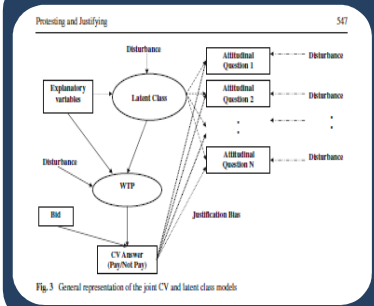 Protesting and Justifying 547
Disturbance
Attitudinal
Question 1
Disturbance
Explanatory
variables
Latent Class
Attitudinal
Question 2
Disturbance
Disturbance
Attitudinal
Question N
Disturbance
WTP
Bid
Justification Bias
CV Answer
(Pay/Not Pay)
Fig. 3 General representation of the joint CV and latent class models